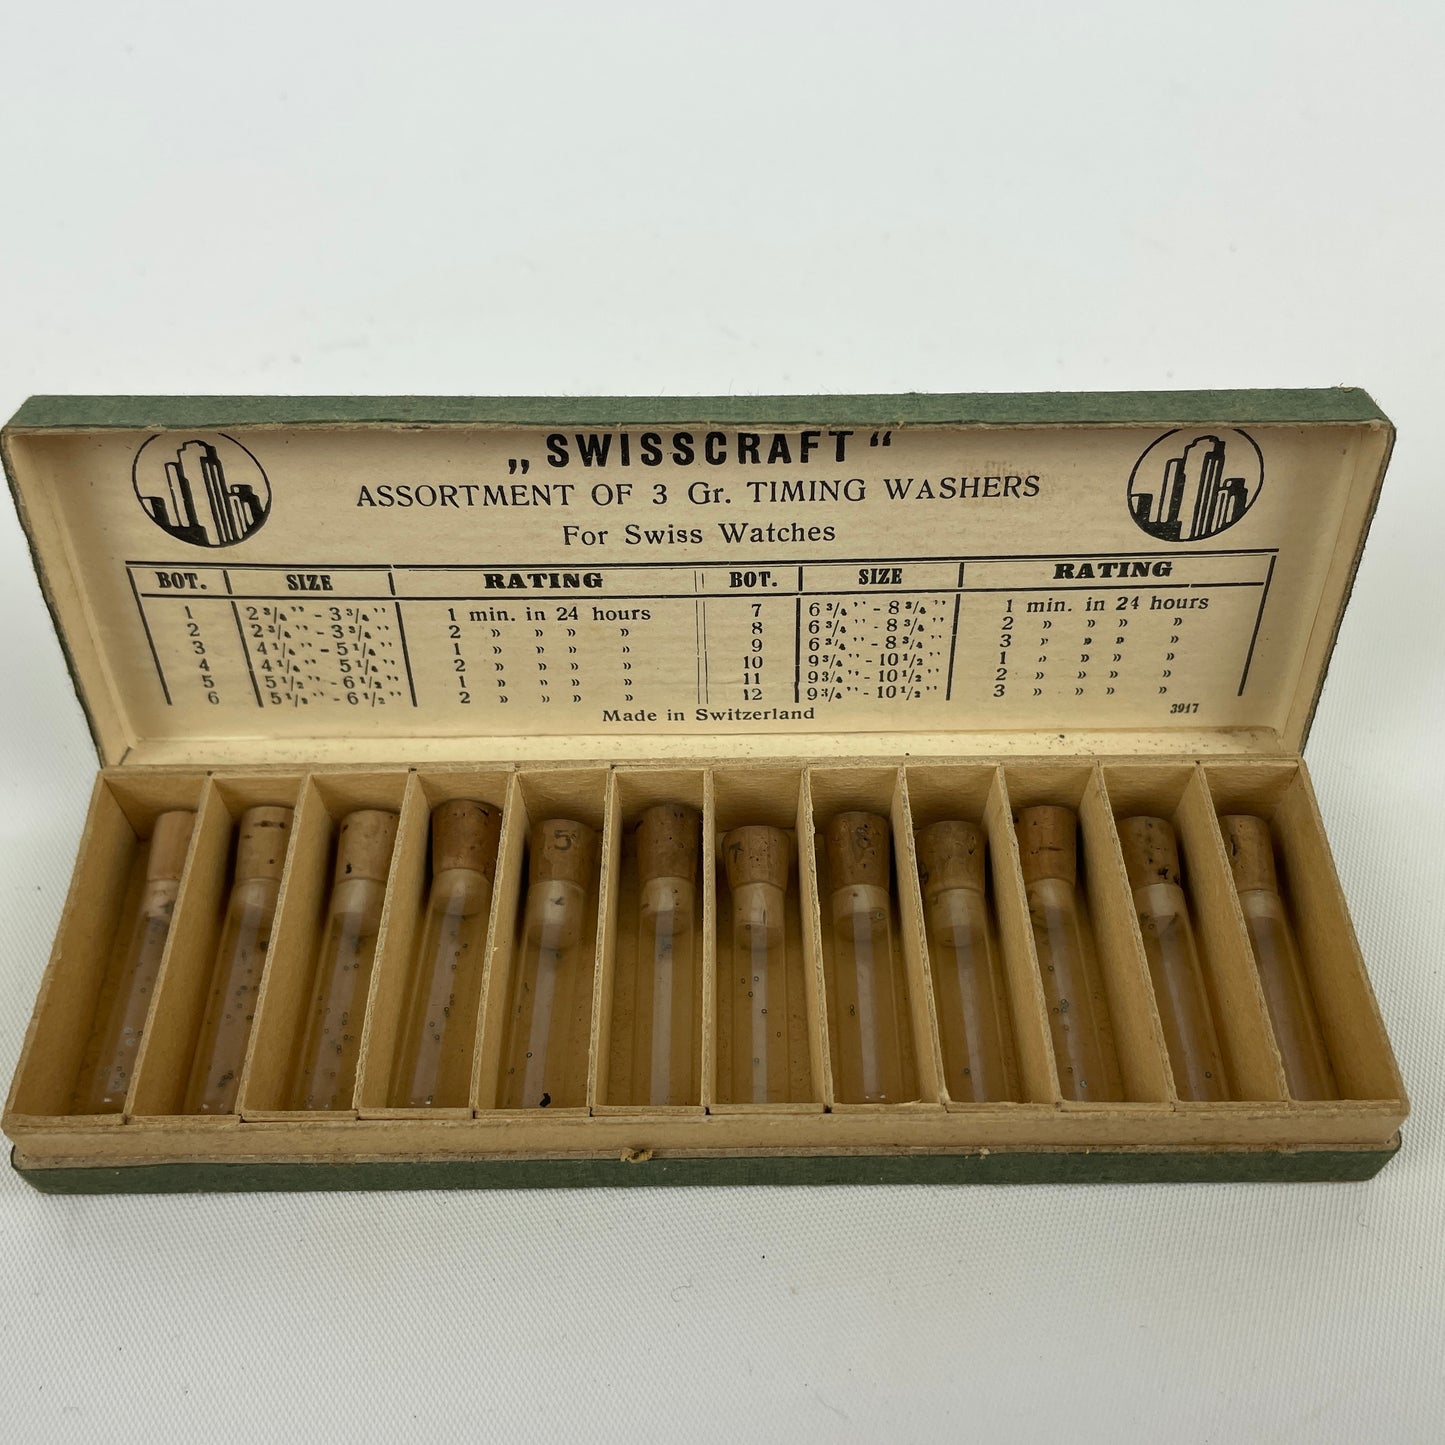 „SWISSCRAFT“
ASSORTMENT OF 3 Gr. TIMING WASHERS
For Swiss Watches
BOT. SIZE RATING BOT. SIZE RATING
1 2 3/4 '' - 3 3/4 '' 1 min. in 24 hours 7 6 3/4 '' - 8 3/4 '' 1 min. in 24 hours
2 2 3/4 '' - 3 3/4 '' 2 » » » » 8 6 3/4 '' - 8 3/4 '' 2 » » » »
3 4 1/4 '' - 5 1/4 '' 1 » » » » 9 6 3/4 '' - 8 3/4 '' 3 » » » »
4 4 1/4 '' 5 1/4 '' 2 » » » » 10 9 3/4 '' - 10 1/2 '' 1 » » » »
5 5 1/2 '' - 6 1/2 '' 1 » » » » 11 9 3/4 '' - 10 1/2 '' 2 » » » »
6 5 1/2 '' - 6 1/2 '' 2 » » » » 12 9 3/4 '' - 10 1/2 '' 3 » » » »
Made in Switzerland 3917
5